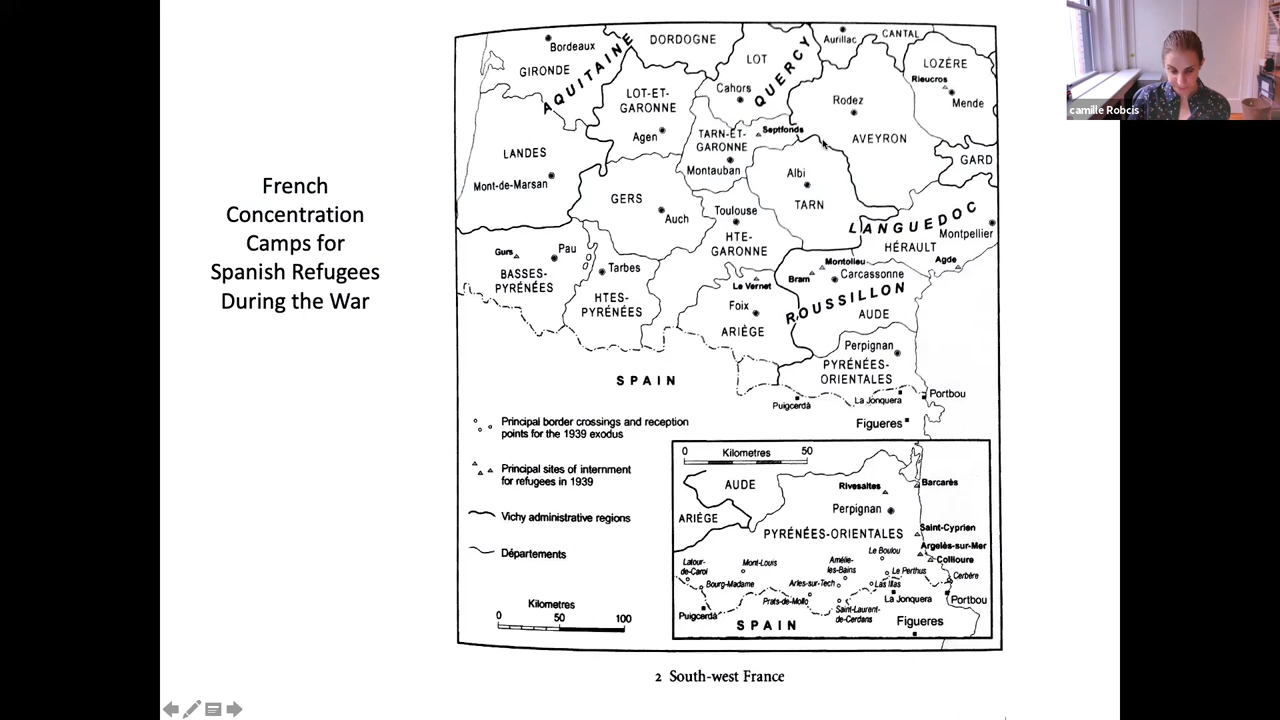 French
Concentration
Camps for
Spanish Refugees
During the War
Bordeaux
GIRONDE
AQUITAINE
DORDOGNE
LOT
QUERCY
Aurillac
CANTAL
LOZÈRE
Rieucros
Mende
LOT-ET-
GARONNE
Agen
Cahors
Rodez
AVEYRON
TARN-ET-
GARONNE
Septfonds
Montauban
GARD
LANDES
Mont-de-Marsan
GERS
Auch
Albi
TARN
Toulouse
HTE-
GARONNE
LANGUEDOC
Montpellier
HÉRAULT
Agde
Gurs
Pau
BASSES-
PYRÉNÉES
Tarbes
HTES-
PYRÉNÉES
Le Vernet
Foix
ARIÈGE
Bram
Montolieu
Carcassonne
ROUSSILLON
AUDE
Perpignan
PYRÉNÉES-
ORIENTALES
SPAIN
Puigcerdà
La Jonquera
Portbou
Figueres
Principal border crossings and reception
points for the 1939 exodus
Principal sites of internment
for refugees in 1939
Vichy administrative regions
Départements
Kilometres
0 50 100
0 Kilometres 50
AUDE
ARIÈGE
Rivesaltes
Barcarès
Perpignan
PYRÉNÉES-ORIENTALES
Saint-Cyprien
Argelès-sur-Mer
Collioure
Latour-
de-Carol
Mont-Louis
Bourg-Madame
Amélie-
les-Bains
Le Boulou
Arles-sur-Tech
Le Perthus
Las Illas
Cerbère
Prats-de-Mollo
Saint-Laurent-
de-Cerdans
La Jonquera
Portbou
Puigcerdà
SPAIN
Figueres
2 South-west France
camille Robcis